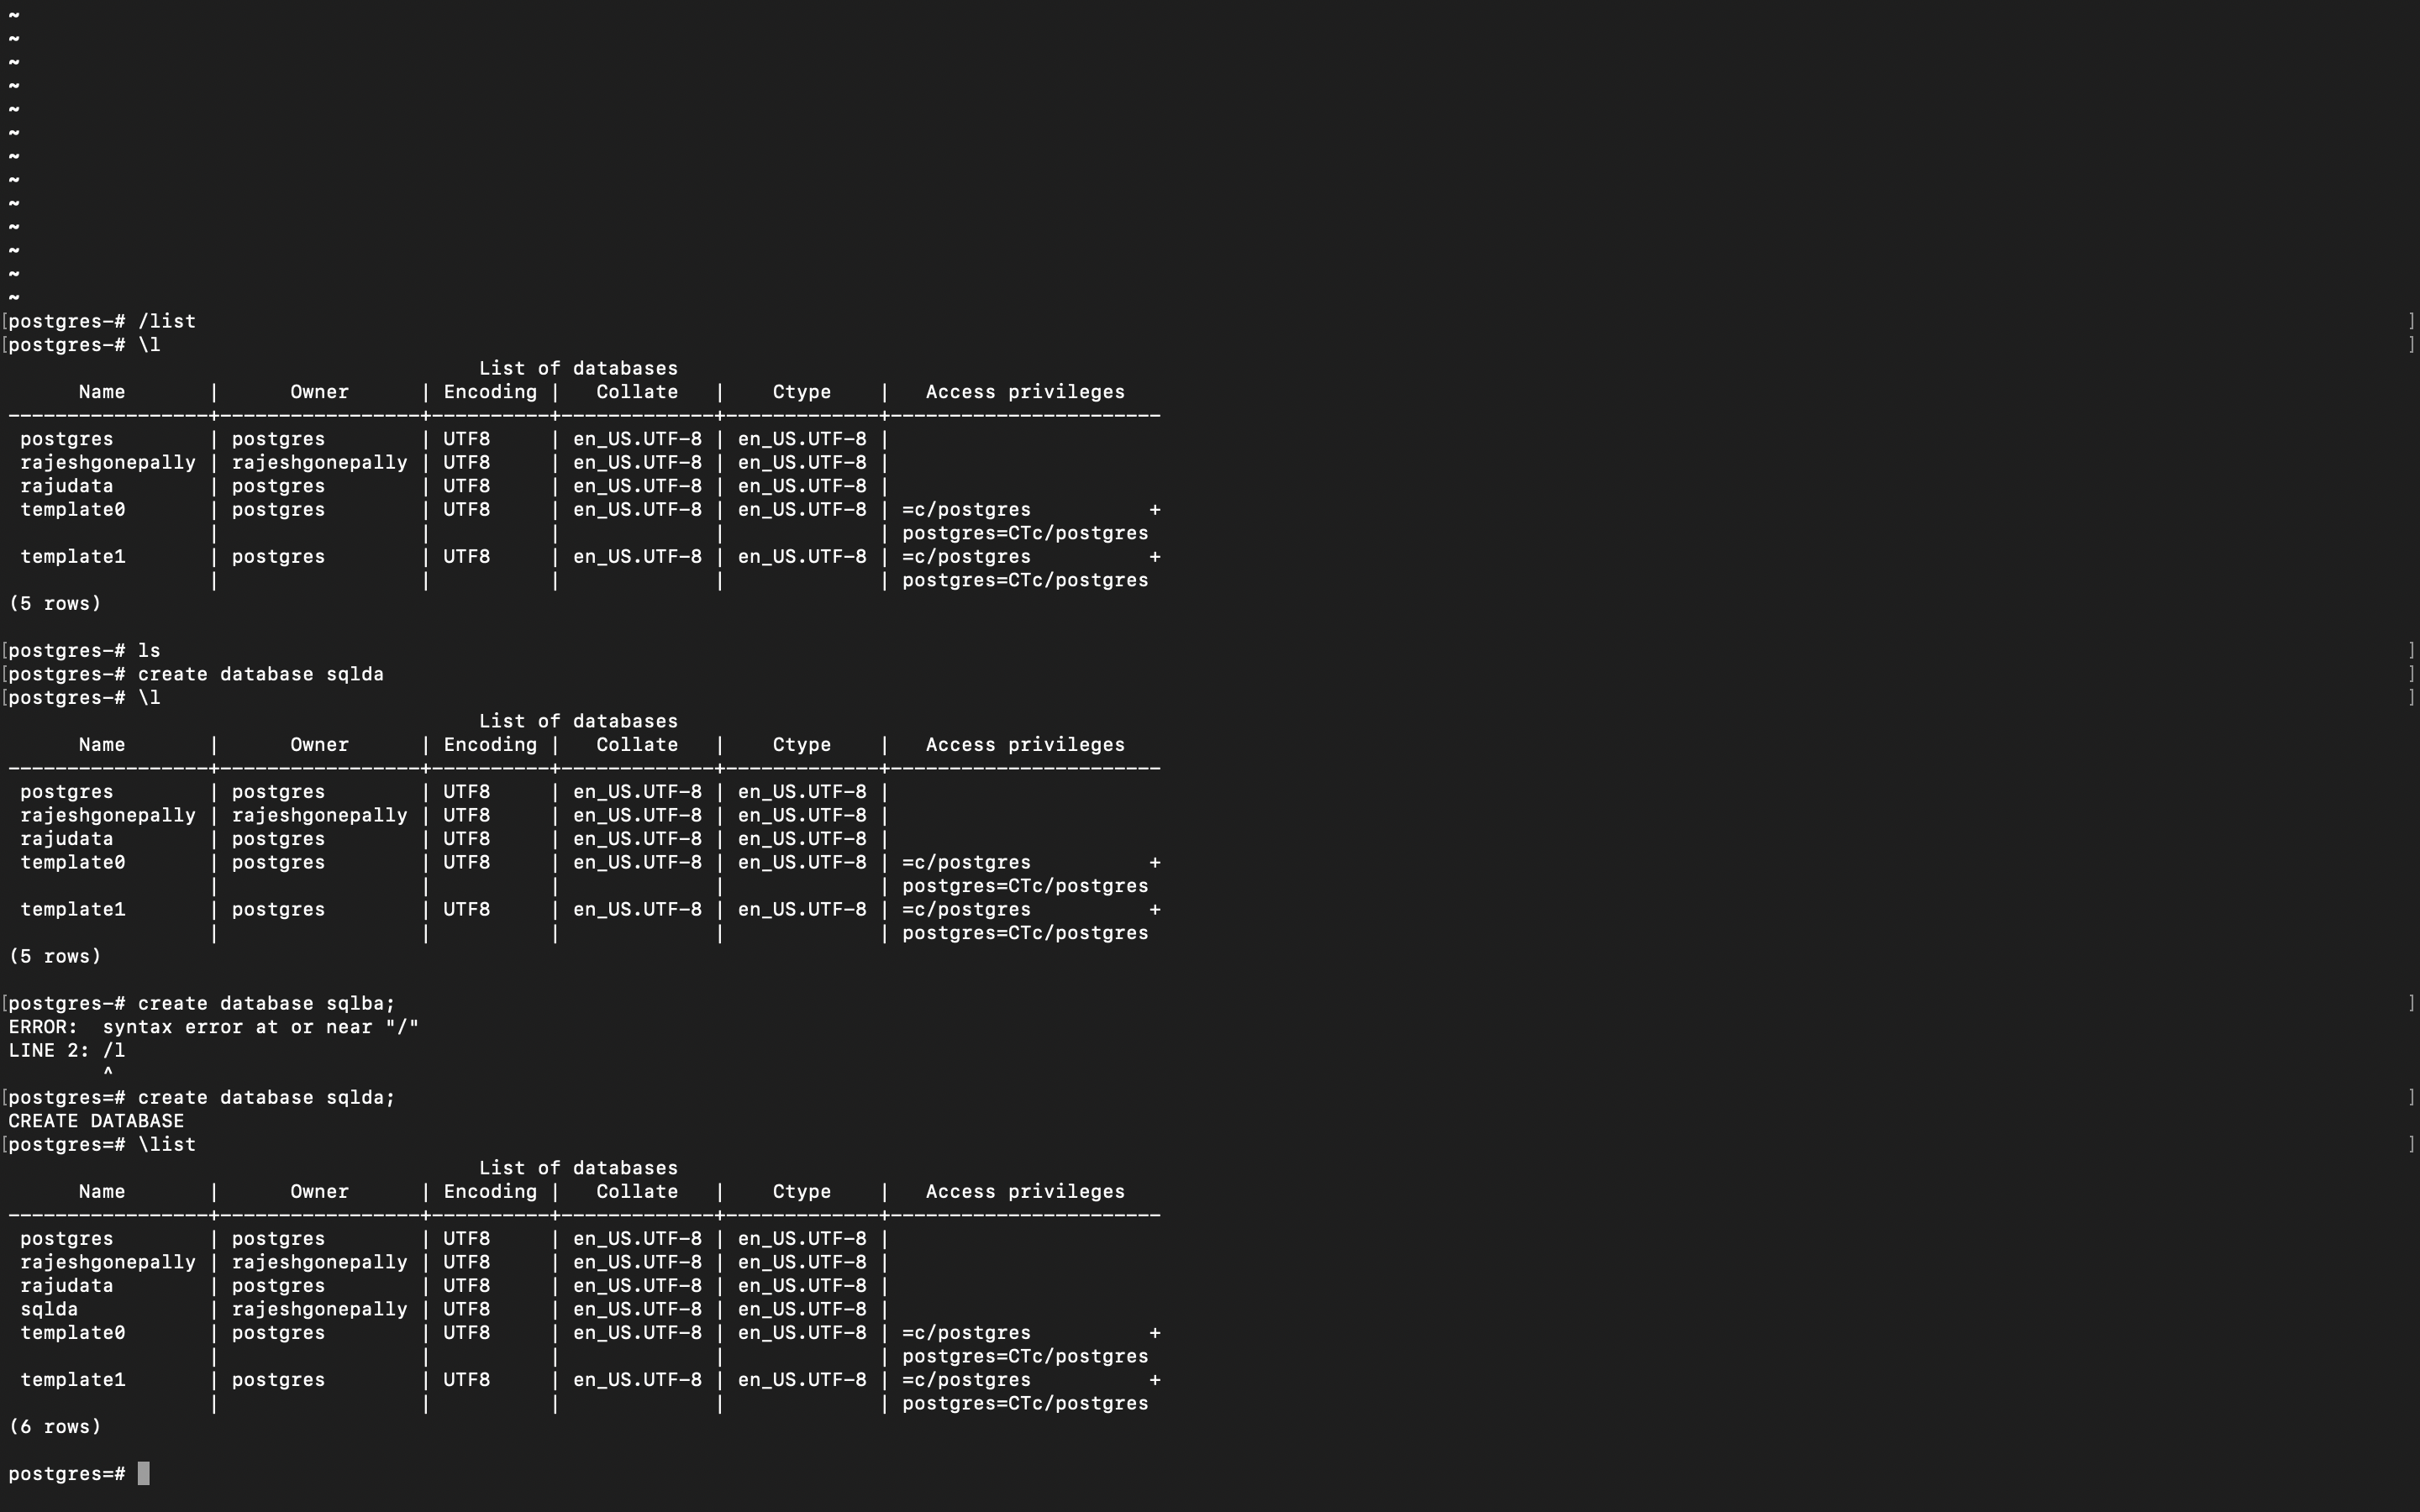 ~
~
~
~
~
~
~
~
~
~
~
~
~
[postgres-# /list ]
[postgres-# \l ]
                                        List of databases
      Name       |      Owner      | Encoding |   Collate   |    Ctype    |   Access privileges
-----------------+-----------------+----------+-------------+-------------+-----------------------
 postgres        | postgres        | UTF8     | en_US.UTF-8 | en_US.UTF-8 |
 rajeshgonepally | rajeshgonepally | UTF8     | en_US.UTF-8 | en_US.UTF-8 |
 rajudata        | postgres        | UTF8     | en_US.UTF-8 | en_US.UTF-8 |
 template0       | postgres        | UTF8     | en_US.UTF-8 | en_US.UTF-8 | =c/postgres          +
                 |                 |          |             |             | postgres=CTc/postgres
 template1       | postgres        | UTF8     | en_US.UTF-8 | en_US.UTF-8 | =c/postgres          +
                 |                 |          |             |             | postgres=CTc/postgres
(5 rows)

[postgres-# ls ]
[postgres-# create database sqlda ]
[postgres-# \l ]
                                        List of databases
      Name       |      Owner      | Encoding |   Collate   |    Ctype    |   Access privileges
-----------------+-----------------+----------+-------------+-------------+-----------------------
 postgres        | postgres        | UTF8     | en_US.UTF-8 | en_US.UTF-8 |
 rajeshgonepally | rajeshgonepally | UTF8     | en_US.UTF-8 | en_US.UTF-8 |
 rajudata        | postgres        | UTF8     | en_US.UTF-8 | en_US.UTF-8 |
 template0       | postgres        | UTF8     | en_US.UTF-8 | en_US.UTF-8 | =c/postgres          +
                 |                 |          |             |             | postgres=CTc/postgres
 template1       | postgres        | UTF8     | en_US.UTF-8 | en_US.UTF-8 | =c/postgres          +
                 |                 |          |             |             | postgres=CTc/postgres
(5 rows)

[postgres-# create database sqlba; ]
ERROR:  syntax error at or near "/"
LINE 2: /l
        ^
[postgres=# create database sqlda; ]
CREATE DATABASE
[postgres=# \list ]
                                        List of databases
      Name       |      Owner      | Encoding |   Collate   |    Ctype    |   Access privileges
-----------------+-----------------+----------+-------------+-------------+-----------------------
 postgres        | postgres        | UTF8     | en_US.UTF-8 | en_US.UTF-8 |
 rajeshgonepally | rajeshgonepally | UTF8     | en_US.UTF-8 | en_US.UTF-8 |
 rajudata        | postgres        | UTF8     | en_US.UTF-8 | en_US.UTF-8 |
 sqlda           | rajeshgonepally | UTF8     | en_US.UTF-8 | en_US.UTF-8 |
 template0       | postgres        | UTF8     | en_US.UTF-8 | en_US.UTF-8 | =c/postgres          +
                 |                 |          |             |             | postgres=CTc/postgres
 template1       | postgres        | UTF8     | en_US.UTF-8 | en_US.UTF-8 | =c/postgres          +
                 |                 |          |             |             | postgres=CTc/postgres
(6 rows)

postgres=#